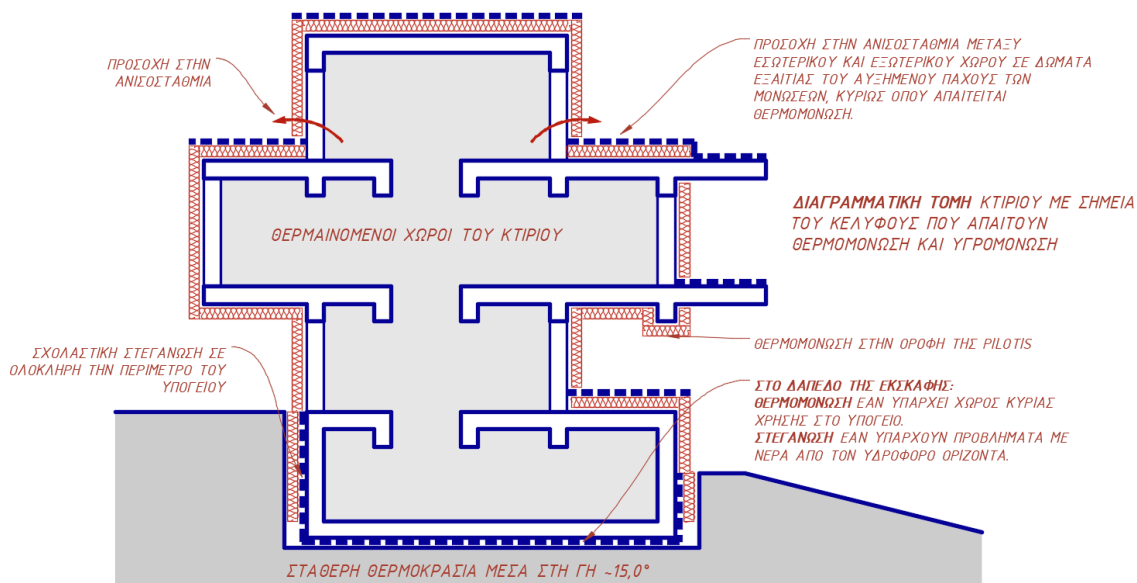 ΠΡΟΣΟΧΗ ΣΤΗΝ
ΑΝΙΣΟΣΤΑΘΜΙΑ
ΠΡΟΣΟΧΗ ΣΤΗΝ ΑΝΙΣΟΣΤΑΘΜΙΑ ΜΕΤΑΞΥ
ΕΣΩΤΕΡΙΚΟΥ ΚΑΙ ΕΞΩΤΕΡΙΚΟΥ ΧΩΡΟΥ ΣΕ ΔΩΜΑΤΑ
ΕΞΑΙΤΙΑΣ ΤΟΥ ΑΥΞΗΜΕΝΟΥ ΠΑΧΟΥΣ ΤΩΝ
ΜΟΝΩΣΕΩΝ, ΚΥΡΙΩΣ ΟΠΟΥ ΑΠΑΙΤΕΙΤΑΙ
ΘΕΡΜΟΜΟΝΩΣΗ.
ΔΙΑΓΡΑΜΜΑΤΙΚΗ ΤΟΜΗ ΚΤΙΡΙΟΥ ΜΕ ΣΗΜΕΙΑ
ΤΟΥ ΚΕΛΥΦΟΥΣ ΠΟΥ ΑΠΑΙΤΟΥΝ
ΘΕΡΜΟΜΟΝΩΣΗ ΚΑΙ ΥΓΡΟΜΟΝΩΣΗ
ΘΕΡΜΑΙΝΟΜΕΝΟΙ ΧΩΡΟΙ ΤΟΥ ΚΤΙΡΙΟΥ
ΘΕΡΜΟΜΟΝΩΣΗ ΣΤΗΝ ΟΡΟΦΗ ΤΗΣ PILOTIS
ΣΧΟΛΑΣΤΙΚΗ ΣΤΕΓΑΝΩΣΗ ΣΕ
ΟΛΟΚΛΗΡΗ ΤΗΝ ΠΕΡΙΜΕΤΡΟ ΤΟΥ
ΥΠΟΓΕΙΟΥ
ΣΤΟ ΔΑΠΕΔΟ ΤΗΣ ΕΚΣΚΑΦΗΣ:
ΘΕΡΜΟΜΟΝΩΣΗ ΕΑΝ ΥΠΑΡΧΕΙ ΧΩΡΟΣ ΚΥΡΙΑΣ
ΧΡΗΣΗΣ ΣΤΟ ΥΠΟΓΕΙΟ.
ΣΤΕΓΑΝΩΣΗ ΕΑΝ ΥΠΑΡΧΟΥΝ ΠΡΟΒΛΗΜΑΤΑ ΜΕ
ΝΕΡΑ ΑΠΟ ΤΟΝ ΥΔΡΟΦΟΡΟ ΟΡΙΖΟΝΤΑ.
ΣΤΑΘΕΡΗ ΘΕΡΜΟΚΡΑΣΙΑ ΜΕΣΑ ΣΤΗ ΓΗ ~15,0°